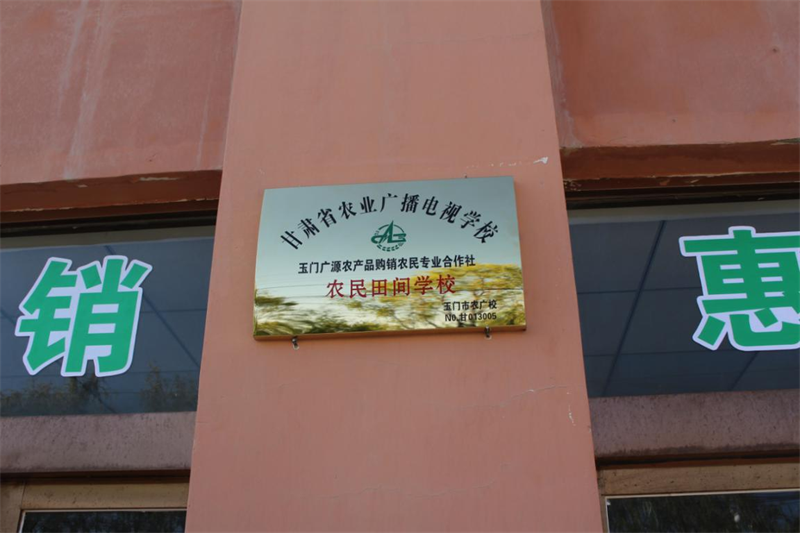 甘肃省农业广播电视学校
玉门广源农产品购销农民专业合作社
农民田间学校
玉门市农广校
No.甘013005
销
惠